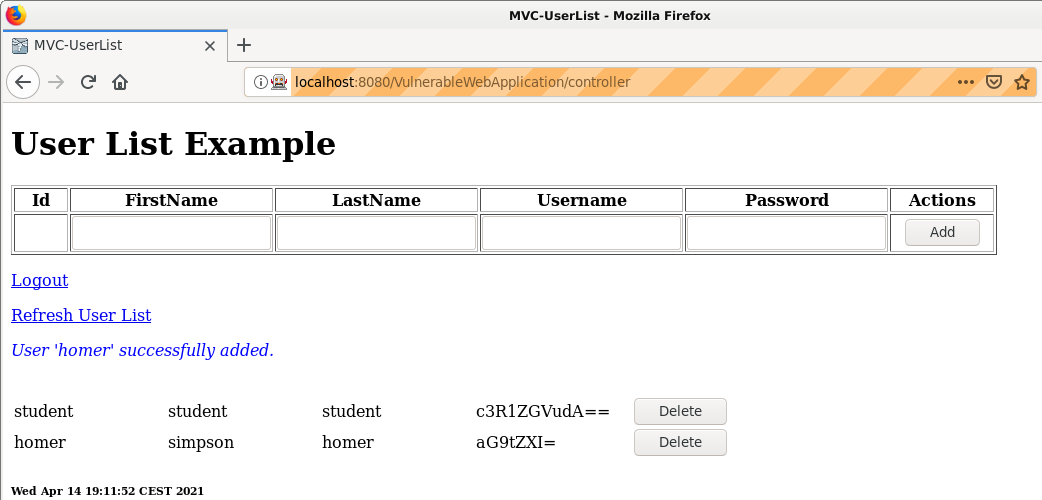 MVC-UserList - Mozilla Firefox
MVC-UserList
localhost:8080/VulnerableWebApplication/controller
User List Example
Id FirstName LastName Username Password Actions
Add
Logout
Refresh User List
User 'homer' successfully added.
student student student c3R1ZGVudA== Delete
homer simpson homer aG9tZXI= Delete
Wed Apr 14 19:11:52 CEST 2021